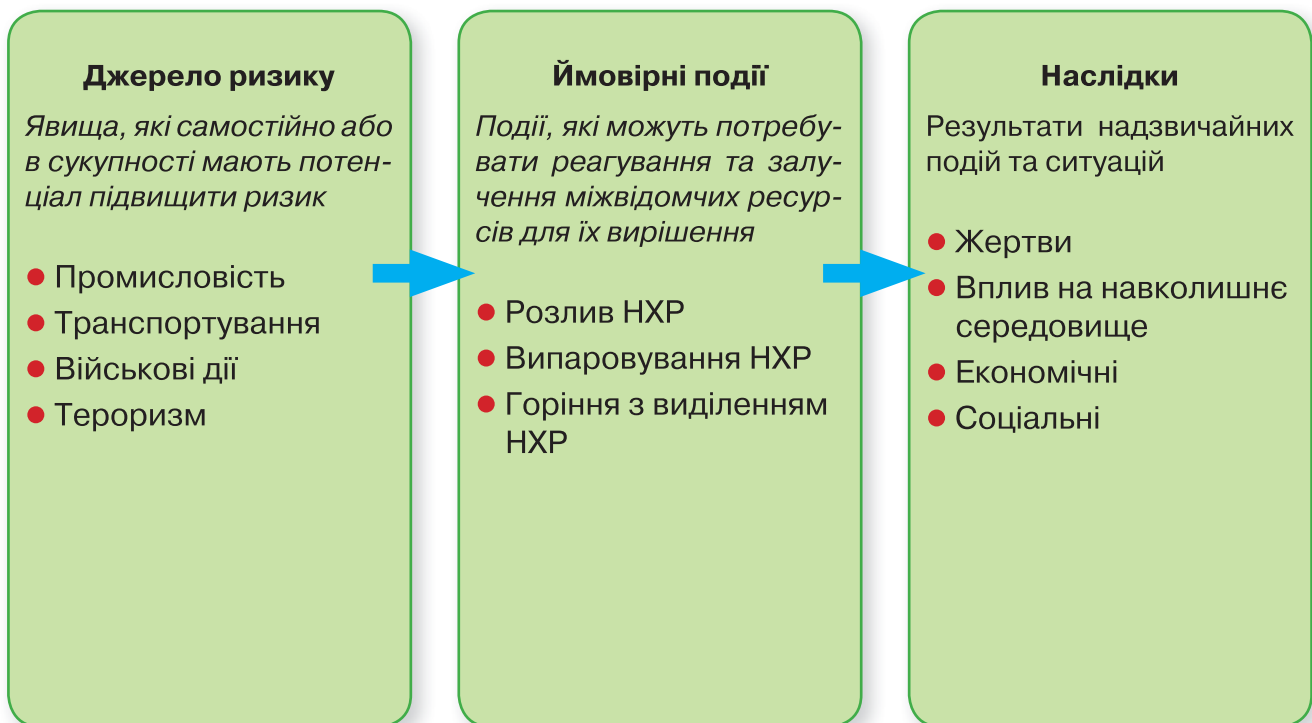 Джерело ризику
Явища, які самостійно або
в сукупності мають потен-
ціал підвищити ризик
● Промисловість
● Транспортування
● Військові дії
● Тероризм
Ймовірні події
Події, які можуть потребу-
вати реагування та залу-
чення міжвідомчих ресур-
сів для їх вирішення
● Розлив НХР
● Випаровування НХР
● Горіння з виділенням
НХР
Наслідки
Результати надзвичайних
подій та ситуацій
● Жертви
● Вплив на навколишнє
середовище
● Економічні
● Соціальні